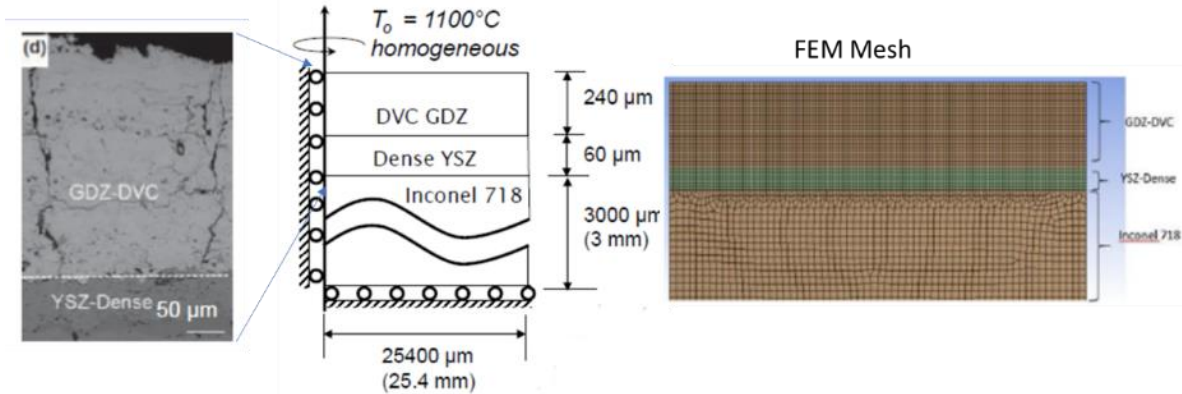 (d)
GDZ-DVC
YSZ-Dense
50 µm
T_o = 1100°C
homogeneous
DVC GDZ
Dense YSZ
Inconel 718
240 µm
60 µm
3000 µm
(3 mm)
25400 µm
(25.4 mm)
FEM Mesh
GDZ-DVC
YSZ-Dense
Inconel 718